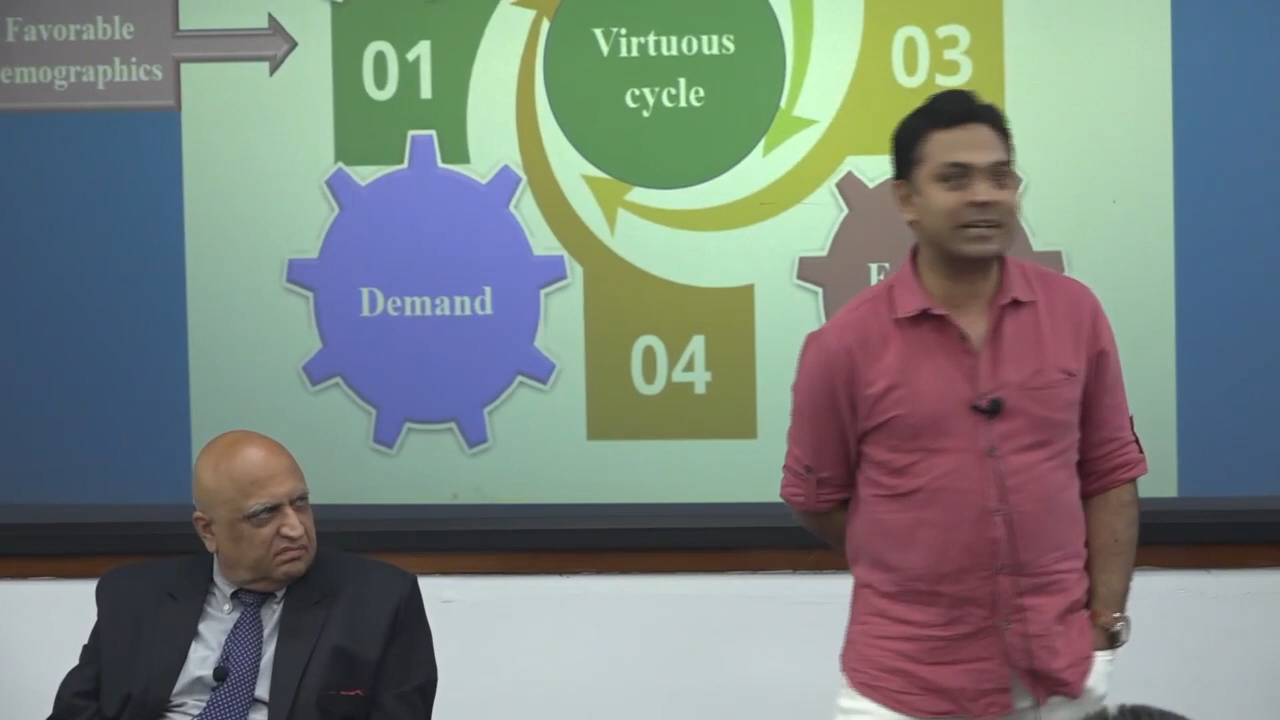 Favorable
emographics
01
Virtuous
cycle
03
Demand
04